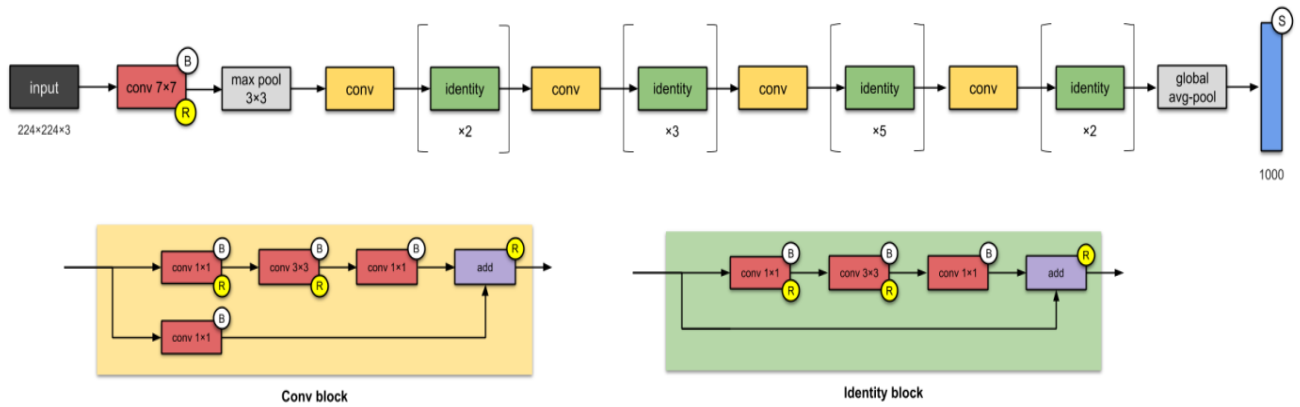 input
224×224×3
conv 7×7
B
R
max pool
3×3
conv
identity
×2
conv
identity
×3
conv
identity
×5
conv
identity
×2
global
avg-pool
S
1000
conv 1×1
B
R
conv 3×3
B
R
conv 1×1
B
add
R
conv 1×1
B
Conv block
conv 1×1
B
R
conv 3×3
B
R
conv 1×1
B
add
R
Identity block